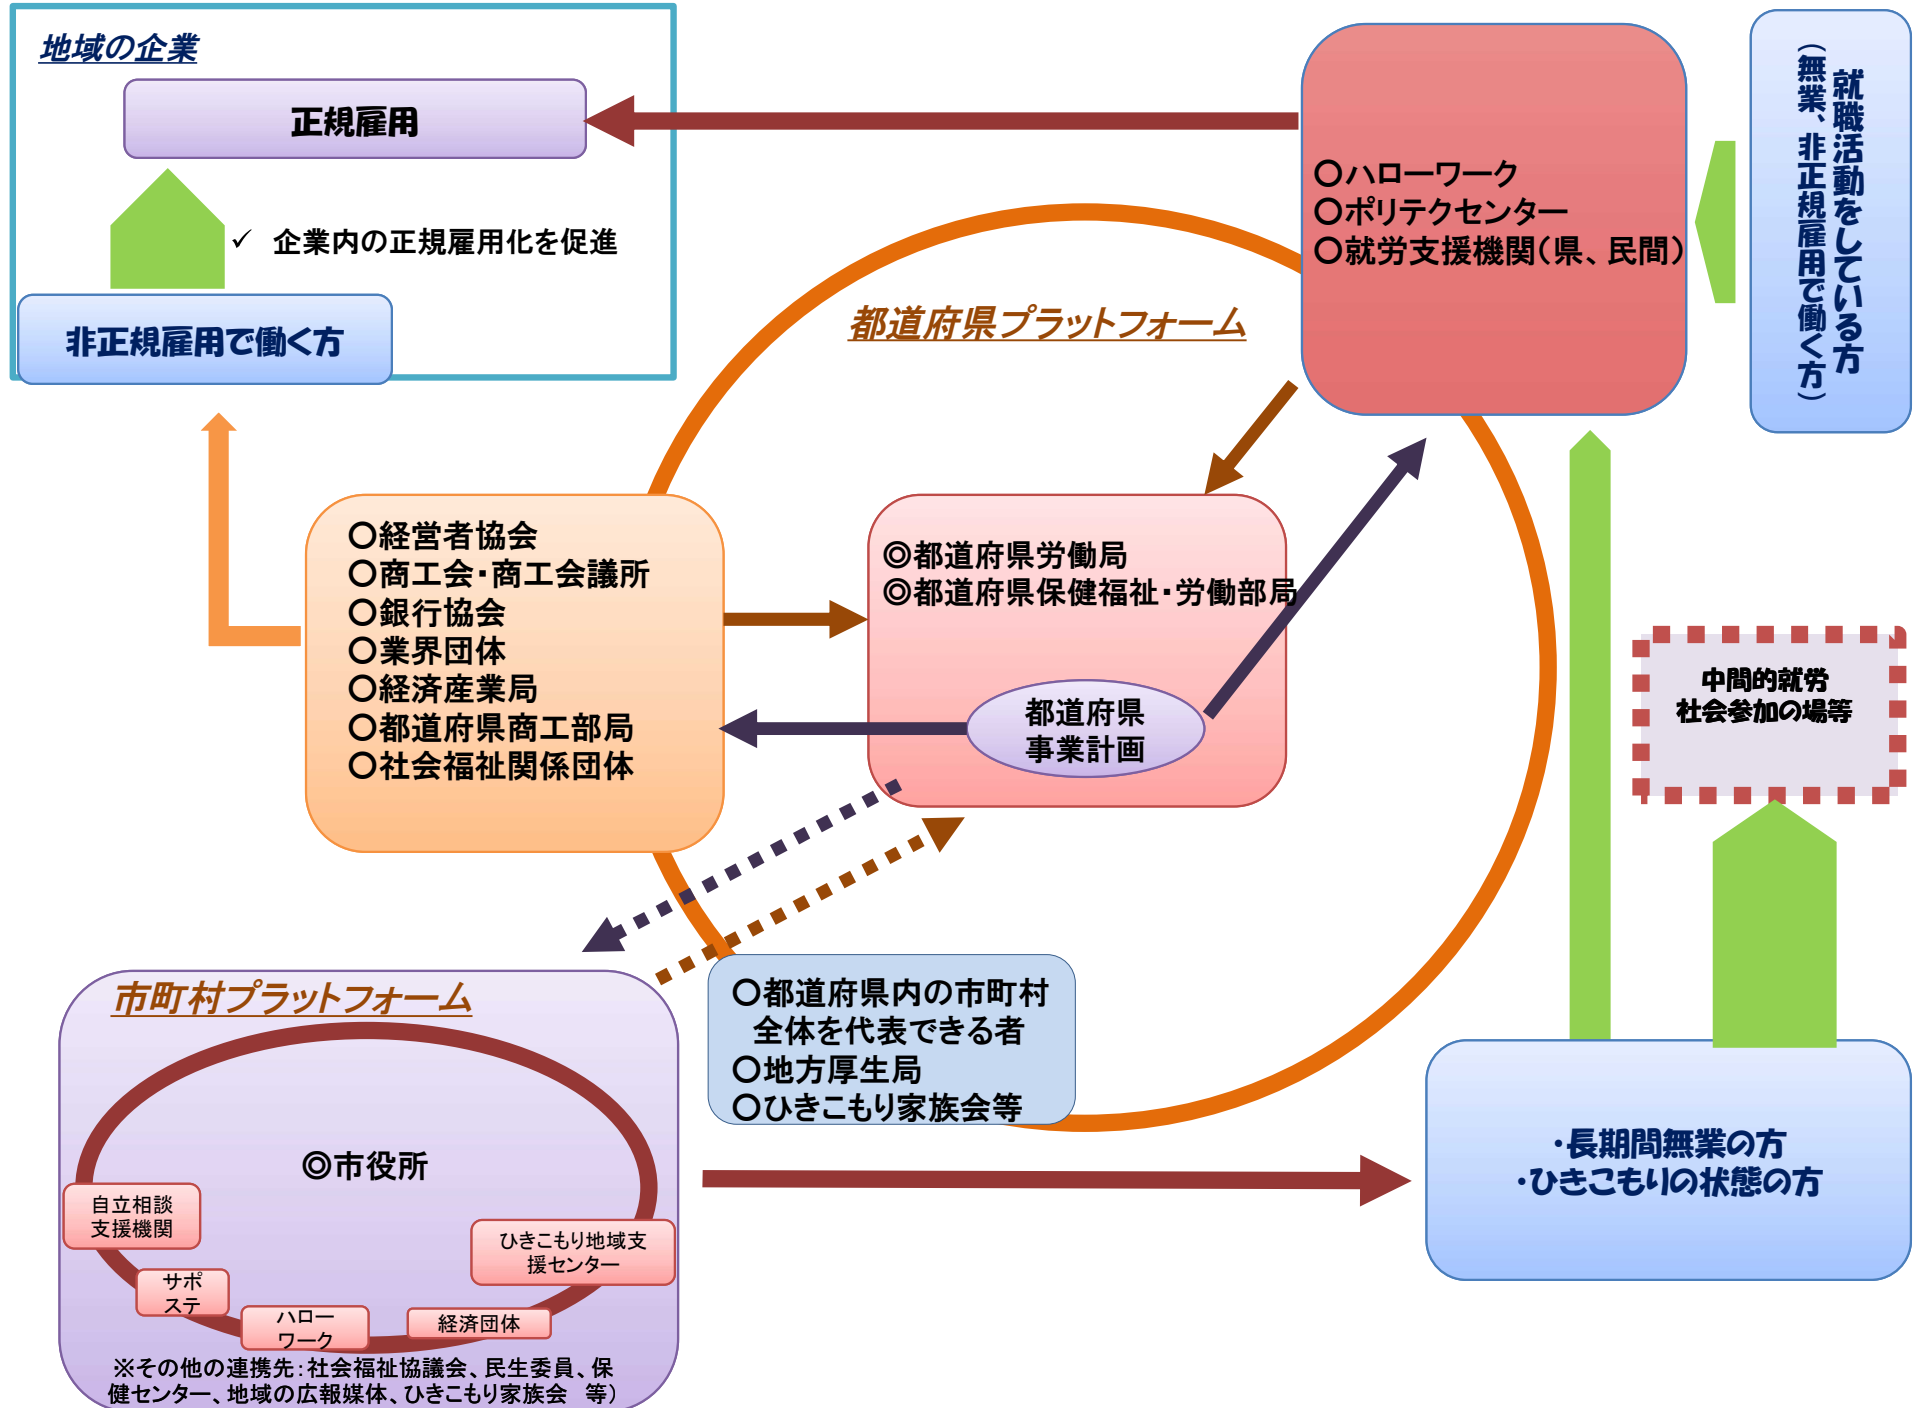 地域の企業
正規雇用
✓ 企業内の正規雇用化を促進
非正規雇用で働く方
〇ハローワーク
〇ポリテクセンター
〇就労支援機関(県、民間)
就職活動をしている方
(無業、非正規雇用で働く方)
都道府県プラットフォーム
〇経営者協会
〇商工会・商工会議所
〇銀行協会
〇業界団体
〇経済産業局
〇都道府県商工部局
〇社会福祉関係団体
◎都道府県労働局
◎都道府県保健福祉・労働部局
都道府県
事業計画
中間的就労
社会参加の場等
〇都道府県内の市町村
全体を代表できる者
〇地方厚生局
〇ひきこもり家族会等
市町村プラットフォーム
◎市役所
自立相談
支援機関
サポ
ステ
ハロー
ワーク
経済団体
ひきこもり地域支
援センター
※その他の連携先:社会福祉協議会、民生委員、保
健センター、地域の広報媒体、ひきこもり家族会 等)
・長期間無業の方
・ひきこもりの状態の方